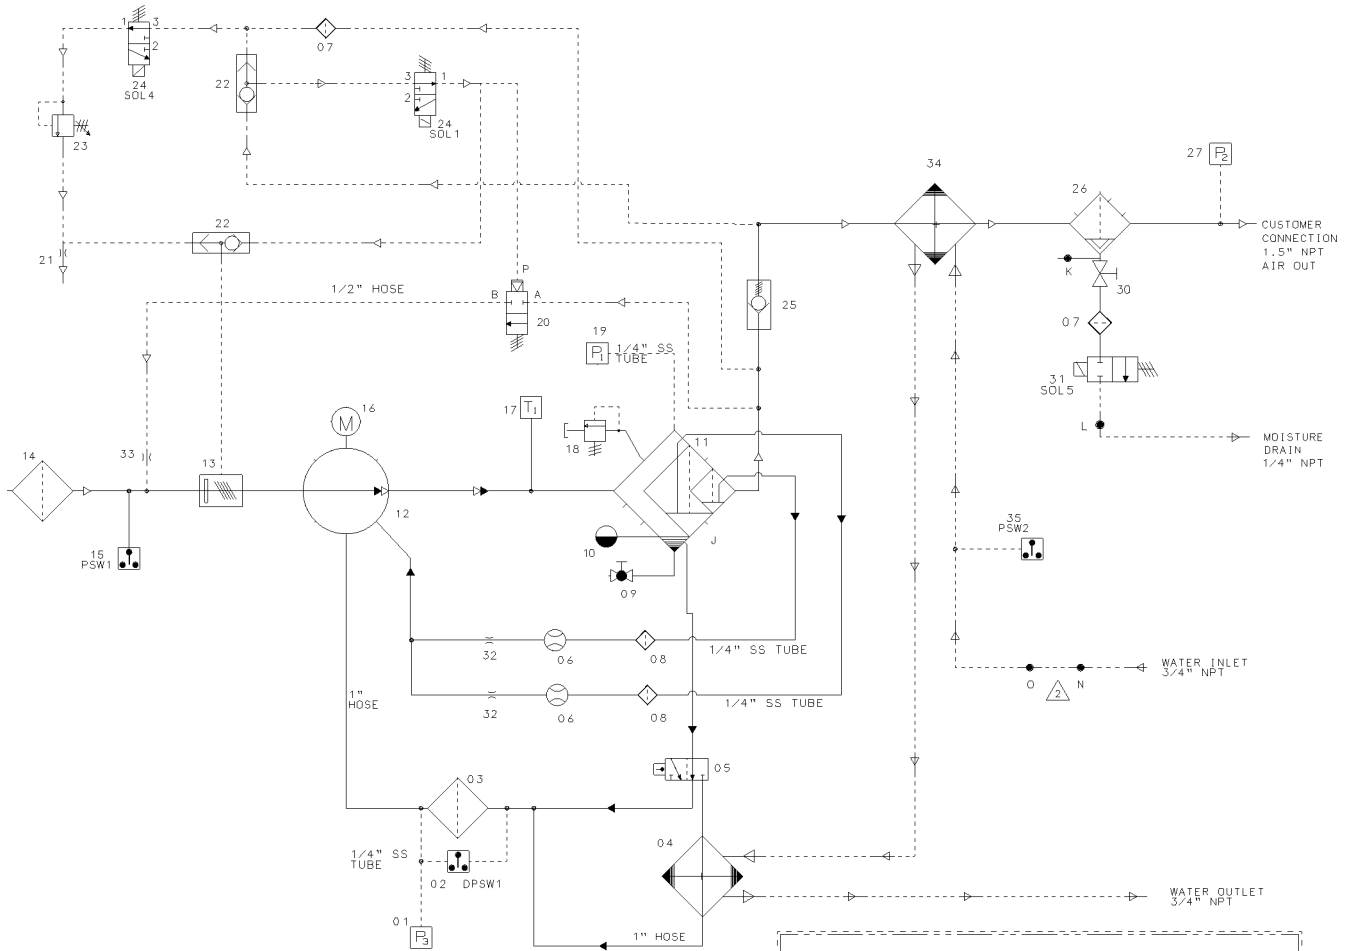 1 3
2
24
SOL4
07
22
3 1
2
24
SOL1
23
22
21
1/2" HOSE
P
B A
20
19
P1
1/4" SS
TUBE
34
26
27
P2
CUSTOMER
CONNECTION
1.5" NPT
AIR OUT
K
30
25
07
31
SOL5
L
MOISTURE
DRAIN
1/4" NPT
16
M
17
T1
18
11
14
33
13
12
10
J
09
15
PSW1
35
PSW2
32
06
08
1/4" SS TUBE
32
06
08
1/4" SS TUBE
1"
HOSE
WATER INLET
3/4" NPT
O
2
N
05
03
04
1/4" SS
TUBE
02 DPSW1
01
P3
1" HOSE
WATER OUTLET
3/4" NPT